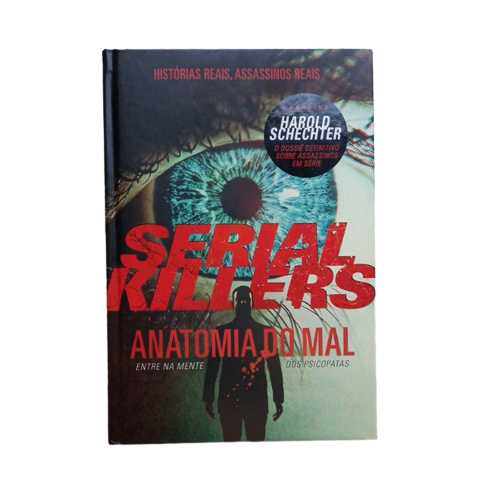 HISTÓRIAS REAIS, ASSASSINOS REAIS
HAROLD
SCHECHTER
O DOSSIÊ DEFINITIVO
SOBRE ASSASSINOS
EM SÉRIE
SERIAL
KILLERS
ANATOMIA DO MAL
ENTRE NA MENTE DOS PSICOPATAS